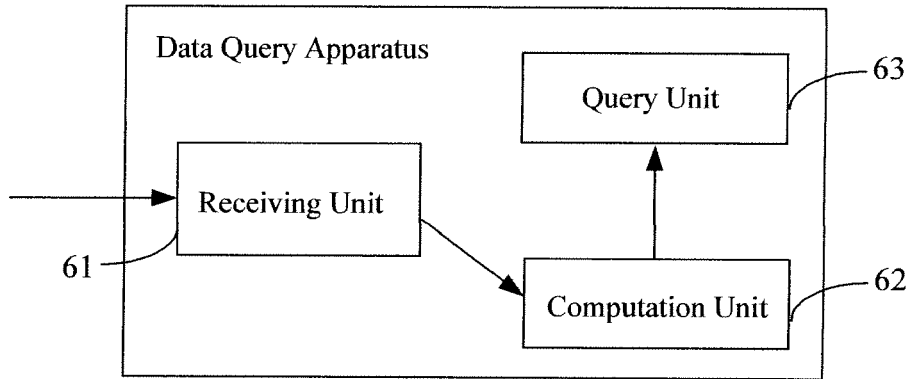 Data Query Apparatus
Query Unit
63
Receiving Unit
61
Computation Unit
62